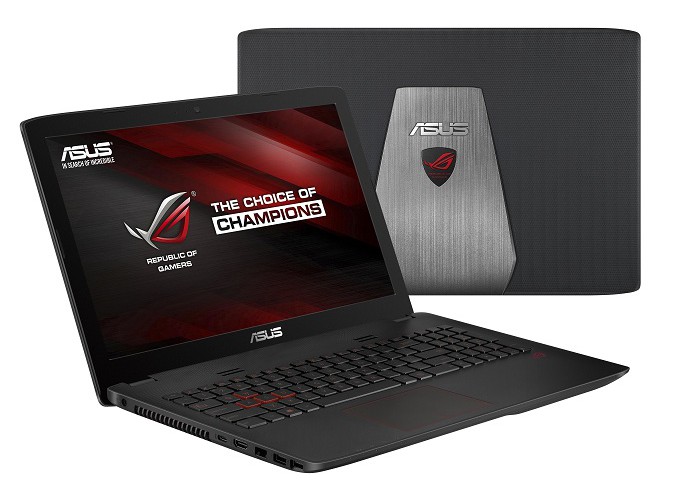 ASUS
IN SEARCH OF INCREDIBLE
REPUBLIC OF
GAMERS
THE CHOICE OF
CHAMPIONS
ASUS
ASUS